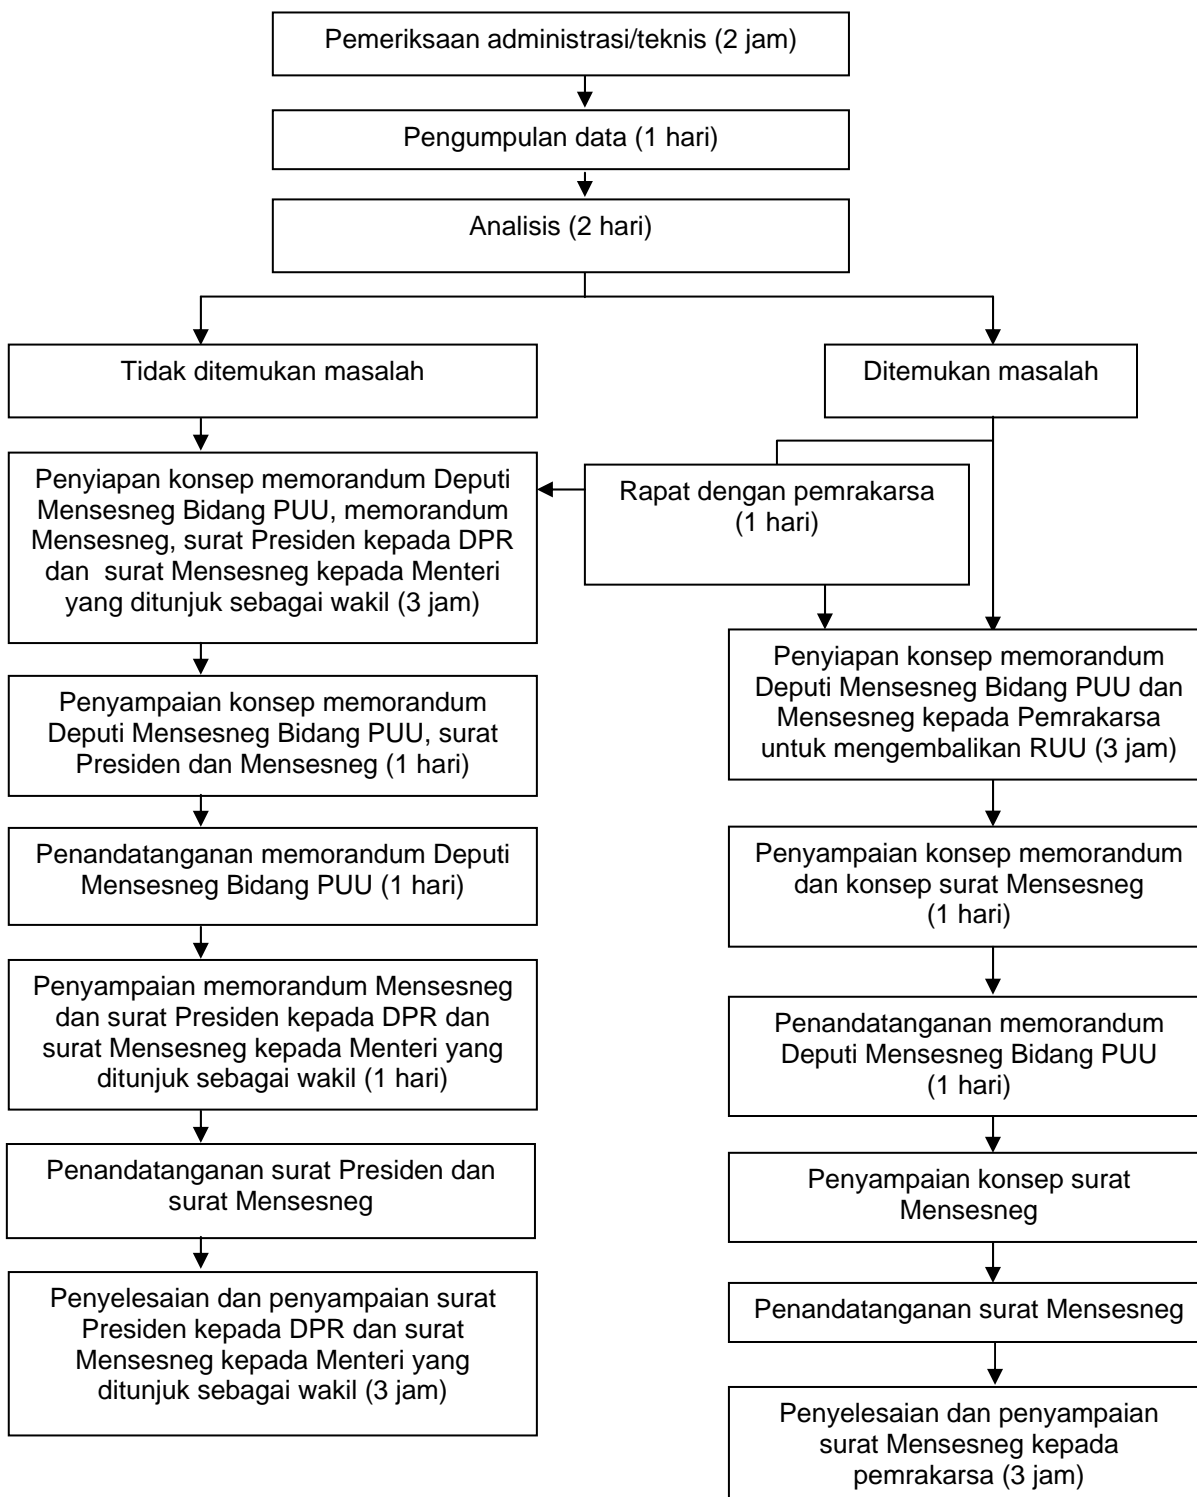 Pemeriksaan administrasi/teknis (2 jam)
Pengumpulan data (1 hari)
Analisis (2 hari)
Tidak ditemukan masalah
Ditemukan masalah
Penyiapan konsep memorandum Deputi
Mensesneg Bidang PUU, memorandum
Mensesneg, surat Presiden kepada DPR
dan surat Mensesneg kepada Menteri
yang ditunjuk sebagai wakil (3 jam)
Rapat dengan pemrakarsa
(1 hari)
Penyampaian konsep memorandum
Deputi Mensesneg Bidang PUU, surat
Presiden dan Mensesneg (1 hari)
Penandatanganan memorandum Deputi
Mensesneg Bidang PUU (1 hari)
Penyampaian memorandum Mensesneg
dan surat Presiden kepada DPR dan
surat Mensesneg kepada Menteri yang
ditunjuk sebagai wakil (1 hari)
Penandatanganan surat Presiden dan
surat Mensesneg
Penyelesaian dan penyampaian surat
Presiden kepada DPR dan surat
Mensesneg kepada Menteri yang
ditunjuk sebagai wakil (3 jam)
Penyiapan konsep memorandum
Deputi Mensesneg Bidang PUU dan
Mensesneg kepada Pemrakarsa
untuk mengembalikan RUU (3 jam)
Penyampaian konsep memorandum
dan konsep surat Mensesneg
(1 hari)
Penandatanganan memorandum
Deputi Mensesneg Bidang PUU
(1 hari)
Penyampaian konsep surat
Mensesneg
Penandatanganan surat Mensesneg
Penyelesaian dan penyampaian
surat Mensesneg kepada
pemrakarsa (3 jam)